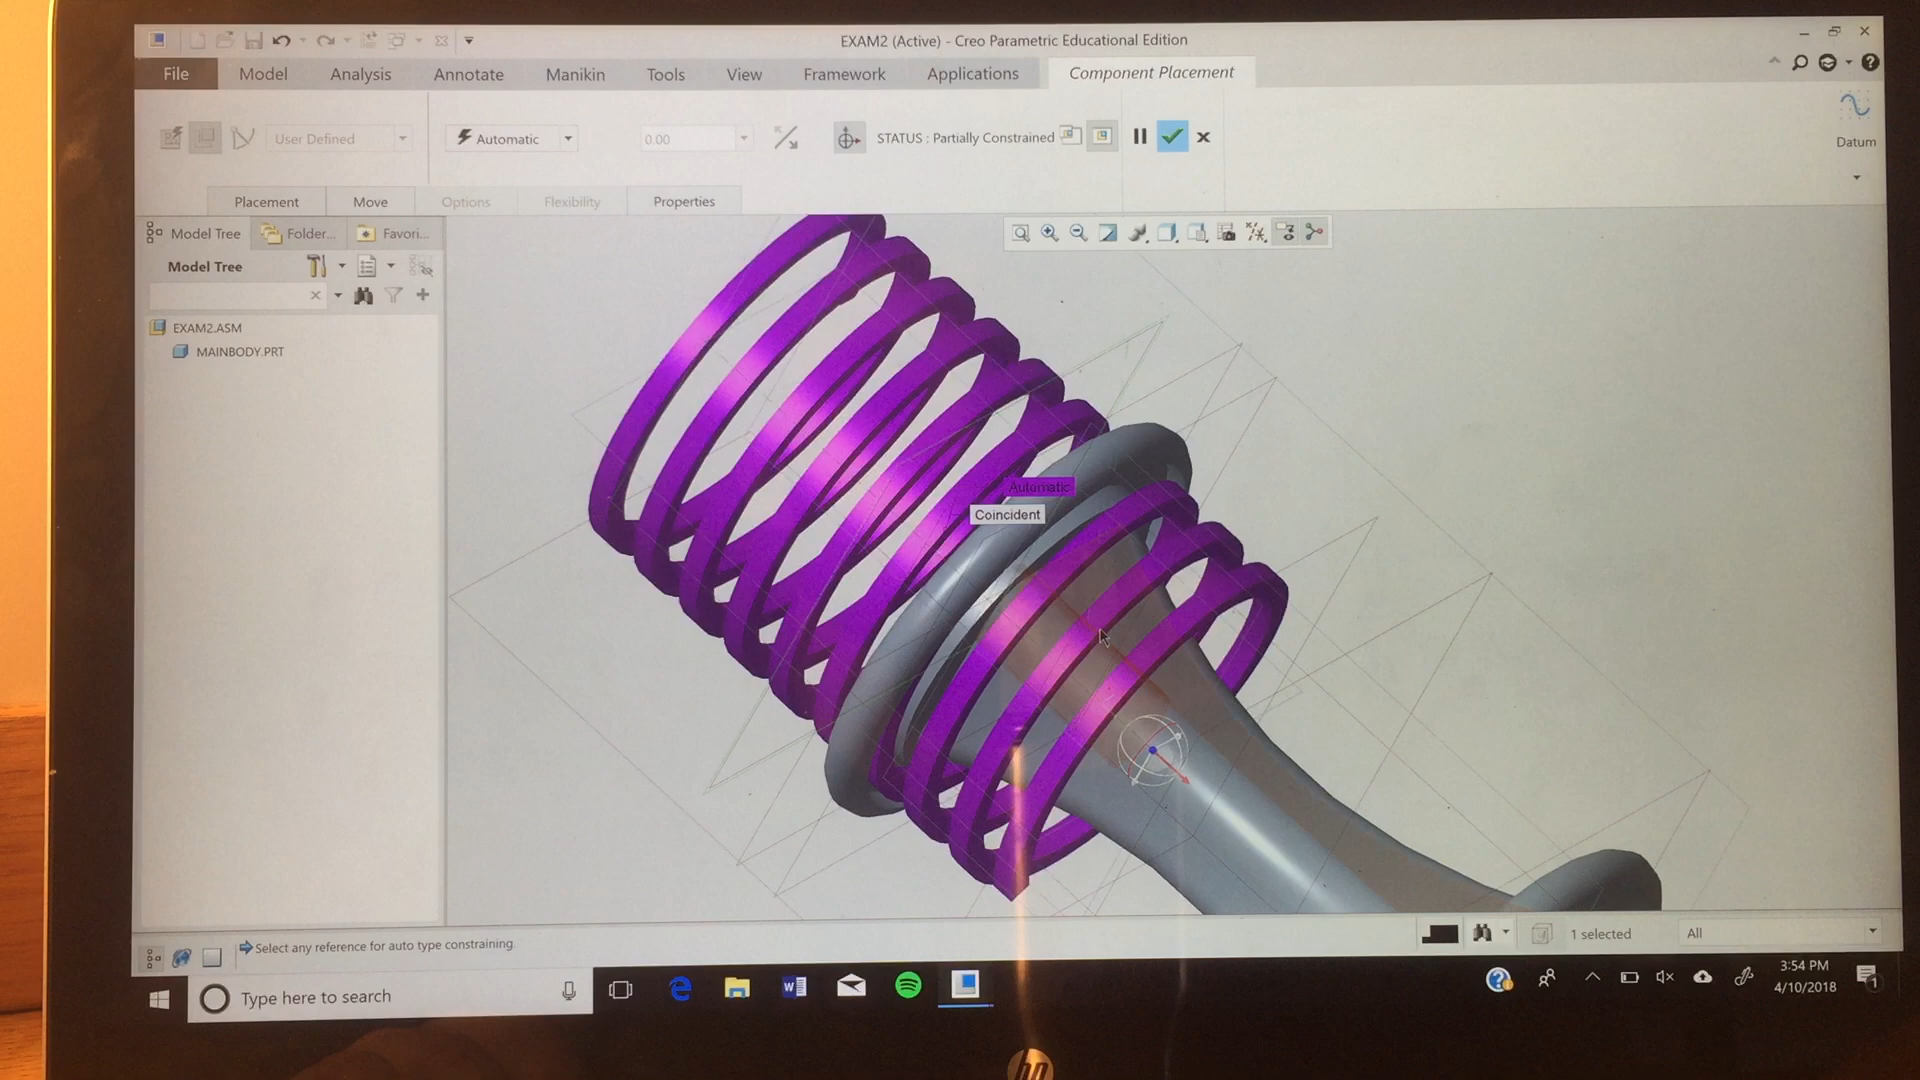 EXAM2 (Active) - Creo Parametric Educational Edition
File Model Analysis Annotate Manikin Tools View Framework Applications Component Placement
User Defined Automatic 0.00 STATUS : Partially Constrained
Datum
Placement Move Options Flexibility Properties
Model Tree Folder... Favori...
Model Tree
EXAM2.ASM
MAINBODY.PRT
Automatic
Coincident
Select any reference for auto type constraining.
1 selected All
Type here to search
3:54 PM
4/10/2018
1
hp